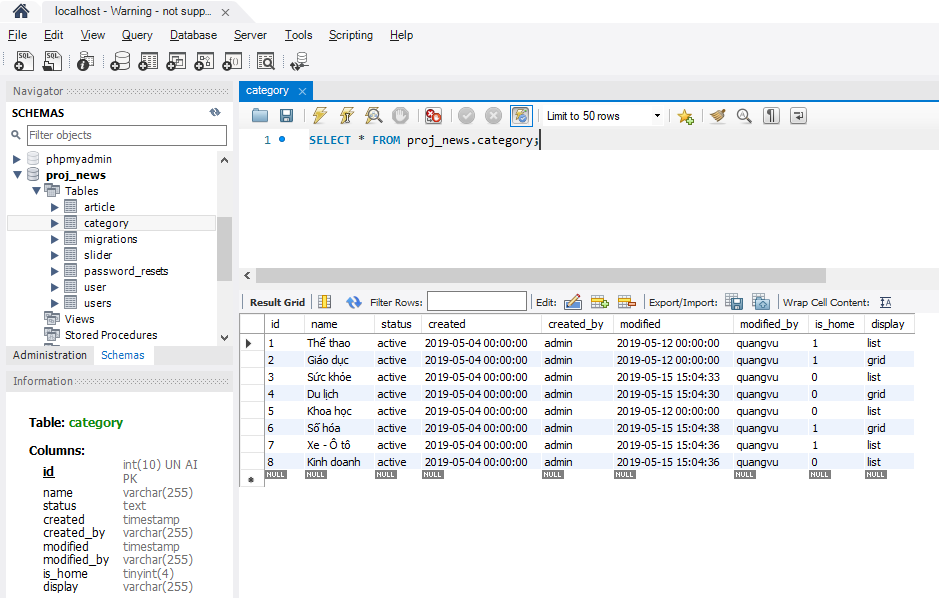 localhost - Warning - not supp...
File Edit View Query Database Server Tools Scripting Help
Navigator
SCHEMAS
Filter objects
phpmyadmin
proj_news
Tables
article
category
migrations
slider
password_resets
user
users
Views
Stored Procedures
Administration Schemas
Information
Table: category
Columns:
id int(10) UN AI PK
name varchar(255)
status text
created timestamp
created_by varchar(255)
modified timestamp
modified_by varchar(255)
is_home tinyint(4)
display varchar(255)
category
Limit to 50 rows
1 SELECT * FROM proj_news.category;
Result Grid Filter Rows: Edit: Export/Import: Wrap Cell Content:
id name status created created_by modified modified_by is_home display
1 Thể thao active 2019-05-04 00:00:00 admin 2019-05-12 00:00:00 quangvu 1 list
2 Giáo dục active 2019-05-04 00:00:00 admin 2019-05-12 00:00:00 quangvu 1 grid
3 Sức khỏe active 2019-05-04 00:00:00 admin 2019-05-15 15:04:33 quangvu 0 list
4 Du lịch active 2019-05-04 00:00:00 admin 2019-05-15 15:04:30 quangvu 0 grid
5 Khoa học active 2019-05-04 00:00:00 admin 2019-05-12 00:00:00 quangvu 0 list
6 Số hóa active 2019-05-04 00:00:00 admin 2019-05-15 15:04:38 quangvu 1 grid
7 Xe - Ô tô active 2019-05-04 00:00:00 admin 2019-05-15 15:04:36 quangvu 1 list
8 Kinh doanh active 2019-05-04 00:00:00 admin 2019-05-15 15:04:36 quangvu 0 list
NULL NULL NULL NULL NULL NULL NULL NULL NULL